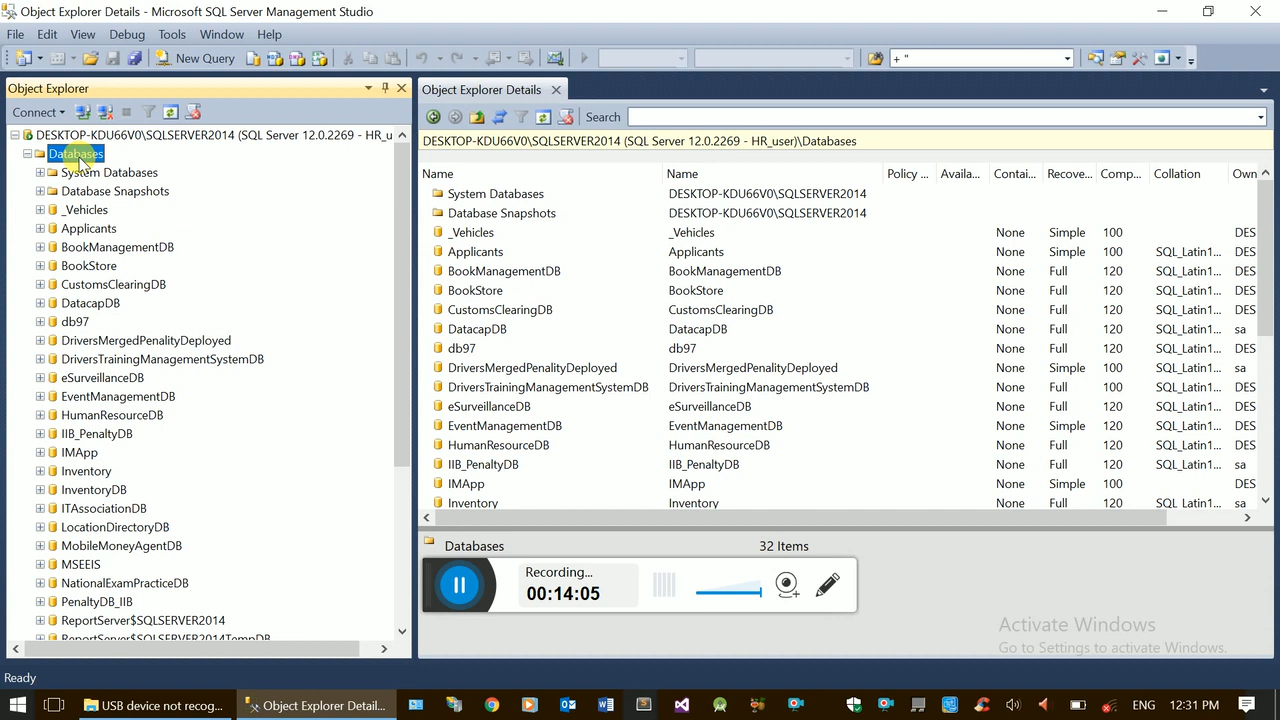 Object Explorer Details - Microsoft SQL Server Management Studio
File Edit View Debug Tools Window Help
New Query + "
Object Explorer
Connect
DESKTOP-KDU66V0\SQLSERVER2014 (SQL Server 12.0.2269 - HR_u
Databases
System Databases
Database Snapshots
_Vehicles
Applicants
BookManagementDB
BookStore
CustomsClearingDB
DatacapDB
db97
DriversMergedPenalityDeployed
DriversTrainingManagementSystemDB
eSurveillanceDB
EventManagementDB
HumanResourceDB
IIB_PenaltyDB
IMApp
Inventory
InventoryDB
ITAssociationDB
LocationDirectoryDB
MobileMoneyAgentDB
MSEEIS
NationalExamPracticeDB
PenaltyDB_IIB
ReportServer$SQLSERVER2014
ReportServer$SQLSERVER2014TempDB
Object Explorer Details
Search
DESKTOP-KDU66V0\SQLSERVER2014 (SQL Server 12.0.2269 - HR_user)\Databases
Name Name Policy ... Availa... Contai... Recove... Comp... Collation Own
System Databases DESKTOP-KDU66V0\SQLSERVER2014
Database Snapshots DESKTOP-KDU66V0\SQLSERVER2014
_Vehicles _Vehicles None Simple 100 DES
Applicants Applicants None Simple 100 SQL_Latin1... DES
BookManagementDB BookManagementDB None Full 120 SQL_Latin1... DES
BookStore BookStore None Full 120 SQL_Latin1... DES
CustomsClearingDB CustomsClearingDB None Full 120 SQL_Latin1... DES
DatacapDB DatacapDB None Full 120 SQL_Latin1... sa
db97 db97 None Full 120 SQL_Latin1... DES
DriversMergedPenalityDeployed DriversMergedPenalityDeployed None Simple 100 SQL_Latin1... sa
DriversTrainingManagementSystemDB DriversTrainingManagementSystemDB None Full 100 SQL_Latin1... DES
eSurveillanceDB eSurveillanceDB None Full 120 SQL_Latin1... DES
EventManagementDB EventManagementDB None Simple 120 SQL_Latin1... DES
HumanResourceDB HumanResourceDB None Full 120 SQL_Latin1... DES
IIB_PenaltyDB IIB_PenaltyDB None Full 120 SQL_Latin1... sa
IMApp IMApp None Simple 100 DES
Inventory Inventory None Full 120 SQL_Latin1... sa
Databases 32 Items
Recording...
00:14:05
Activate Windows
Go to Settings to activate Windows.
Ready
USB device not recog... Object Explorer Detail... ENG 12:31 PM